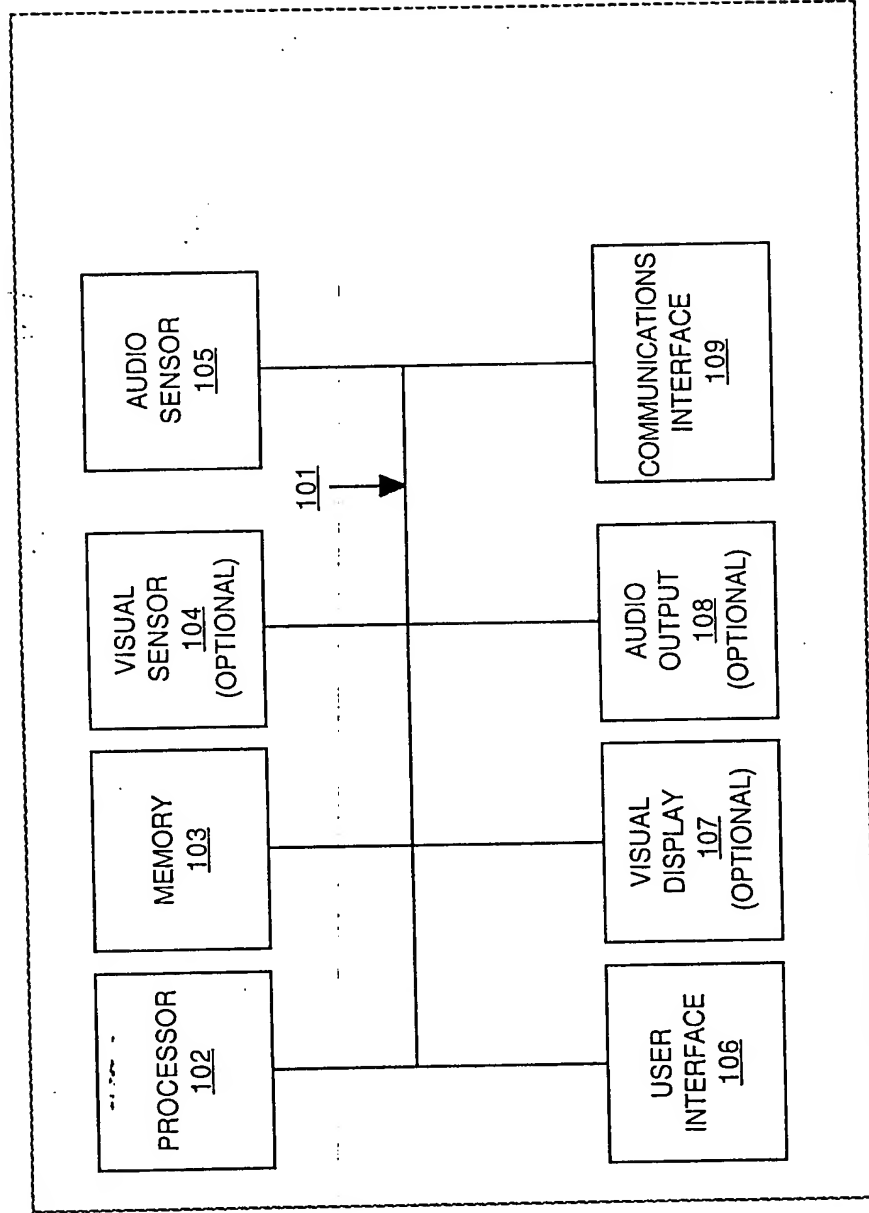 PROCESSOR
102
MEMORY
103
VISUAL
SENSOR
104
(OPTIONAL)
AUDIO
SENSOR
105
101
USER
INTERFACE
106
VISUAL
DISPLAY
107
(OPTIONAL)
AUDIO
OUTPUT
108
(OPTIONAL)
COMMUNICATIONS
INTERFACE
109